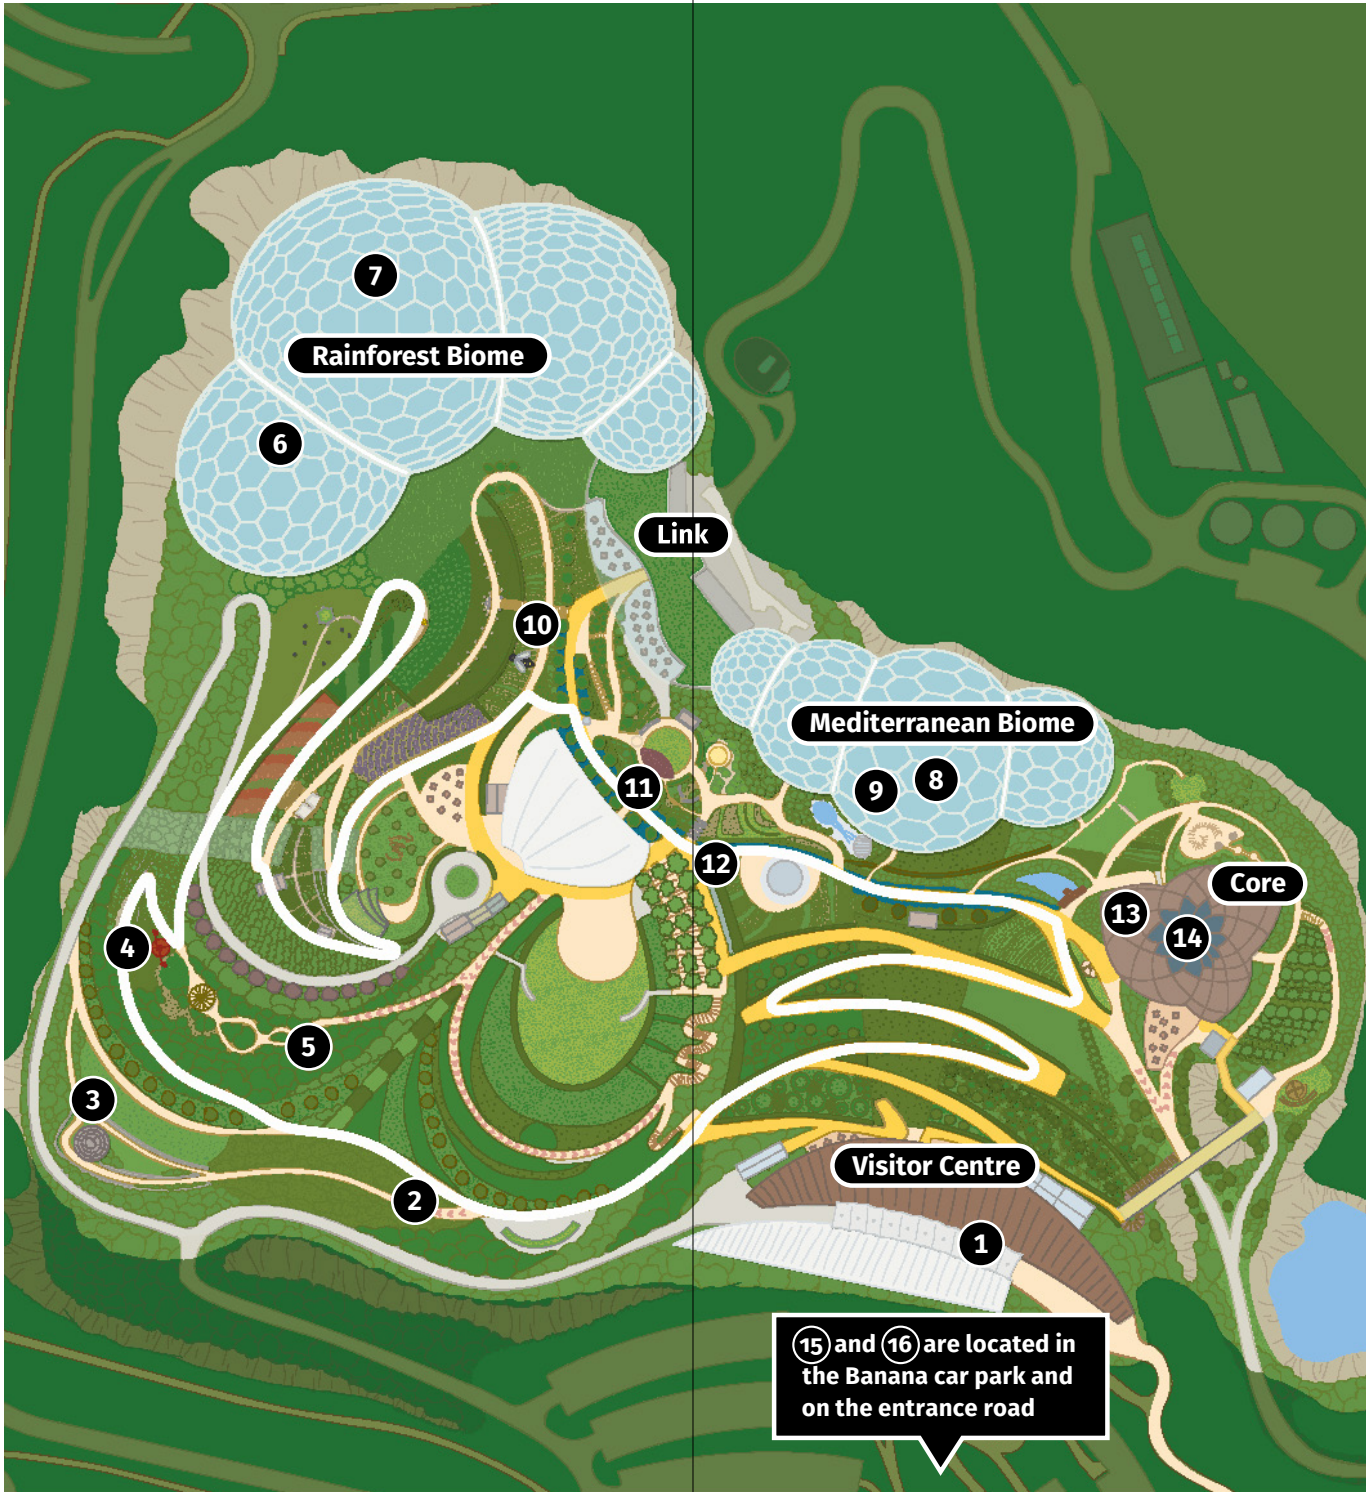 7
Rainforest Biome
6
Link
10
Mediterranean Biome
11
9
8
12
Core
13
14
4
5
3
Visitor Centre
2
1
15 and 16 are located in
the Banana car park and
on the entrance road